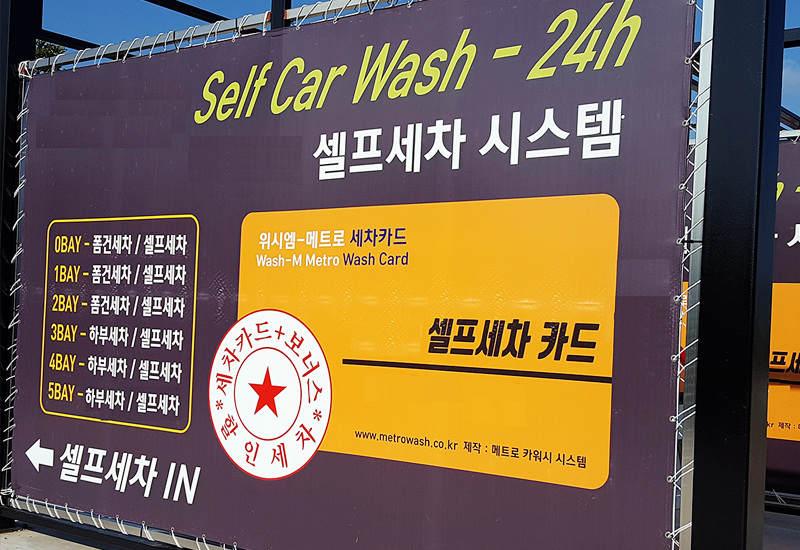 Self Car Wash - 24h
셀프세차 시스템
0BAY - 폼건세차 / 셀프세차
1BAY - 폼건세차 / 셀프세차
2BAY - 폼건세차 / 셀프세차
3BAY - 하부세차 / 셀프세차
4BAY - 하부세차 / 셀프세차
5BAY - 하부세차 / 셀프세차
위시엠-메트로 세차카드
Wash-M Metro Wash Card
셀프세차 카드
*세차카드+보너스*
할인세차
www.metrowash.co.kr 제작 : 메트로 카워시 시스템
셀프세차 IN
.co.kr 제작 :